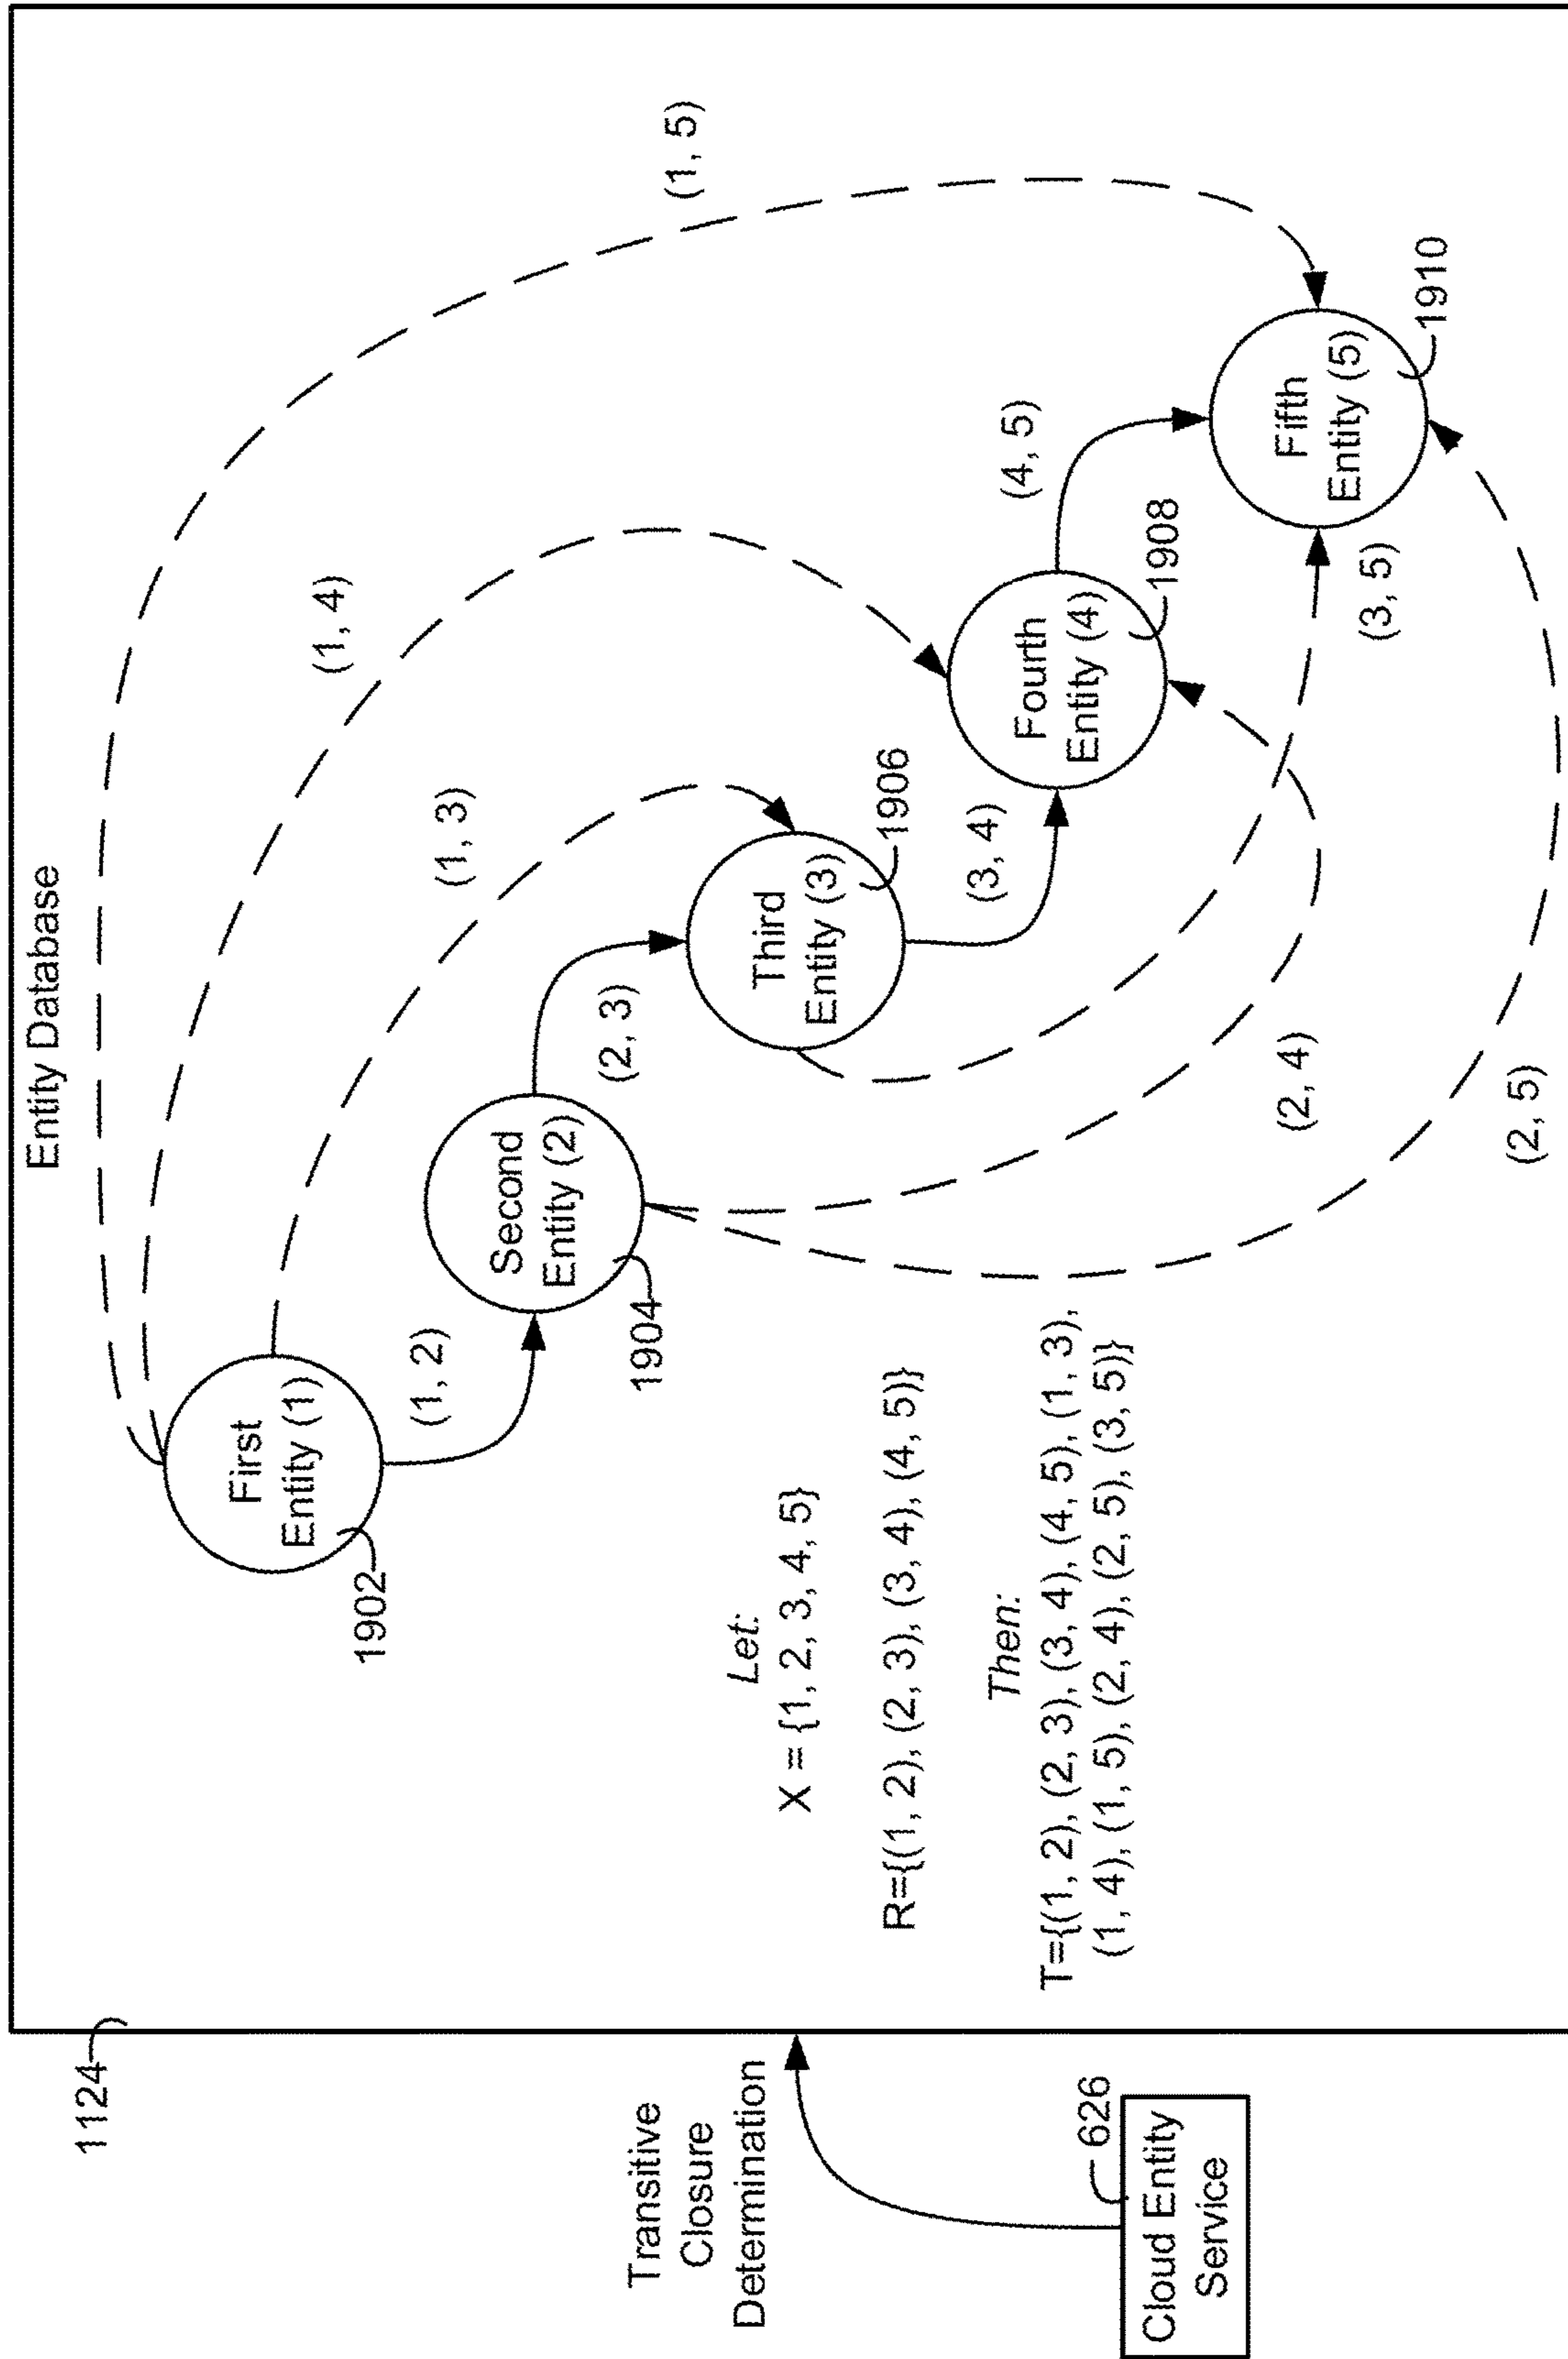 Entity Database
1124
First
Entity (1)
1902
(1, 2)
Second
Entity (2)
1904
(2, 3)
Third
Entity (3)
1906
(3, 4)
Fourth
Entity (4)
1908
(4, 5)
Fifth
Entity (5)
1910
(1, 3)
(1, 4)
(1, 5)
(3, 5)
(2, 4)
(2, 5)
Let:
X = {1, 2, 3, 4, 5}
R={(1, 2), (2, 3), (3, 4), (4, 5)}
Then:
T={(1, 2), (2, 3), (3, 4), (4, 5), (1, 3),
(1, 4), (1, 5), (2, 4), (2, 5), (3, 5)}
Transitive
Closure
Determination
626
Cloud Entity
Service